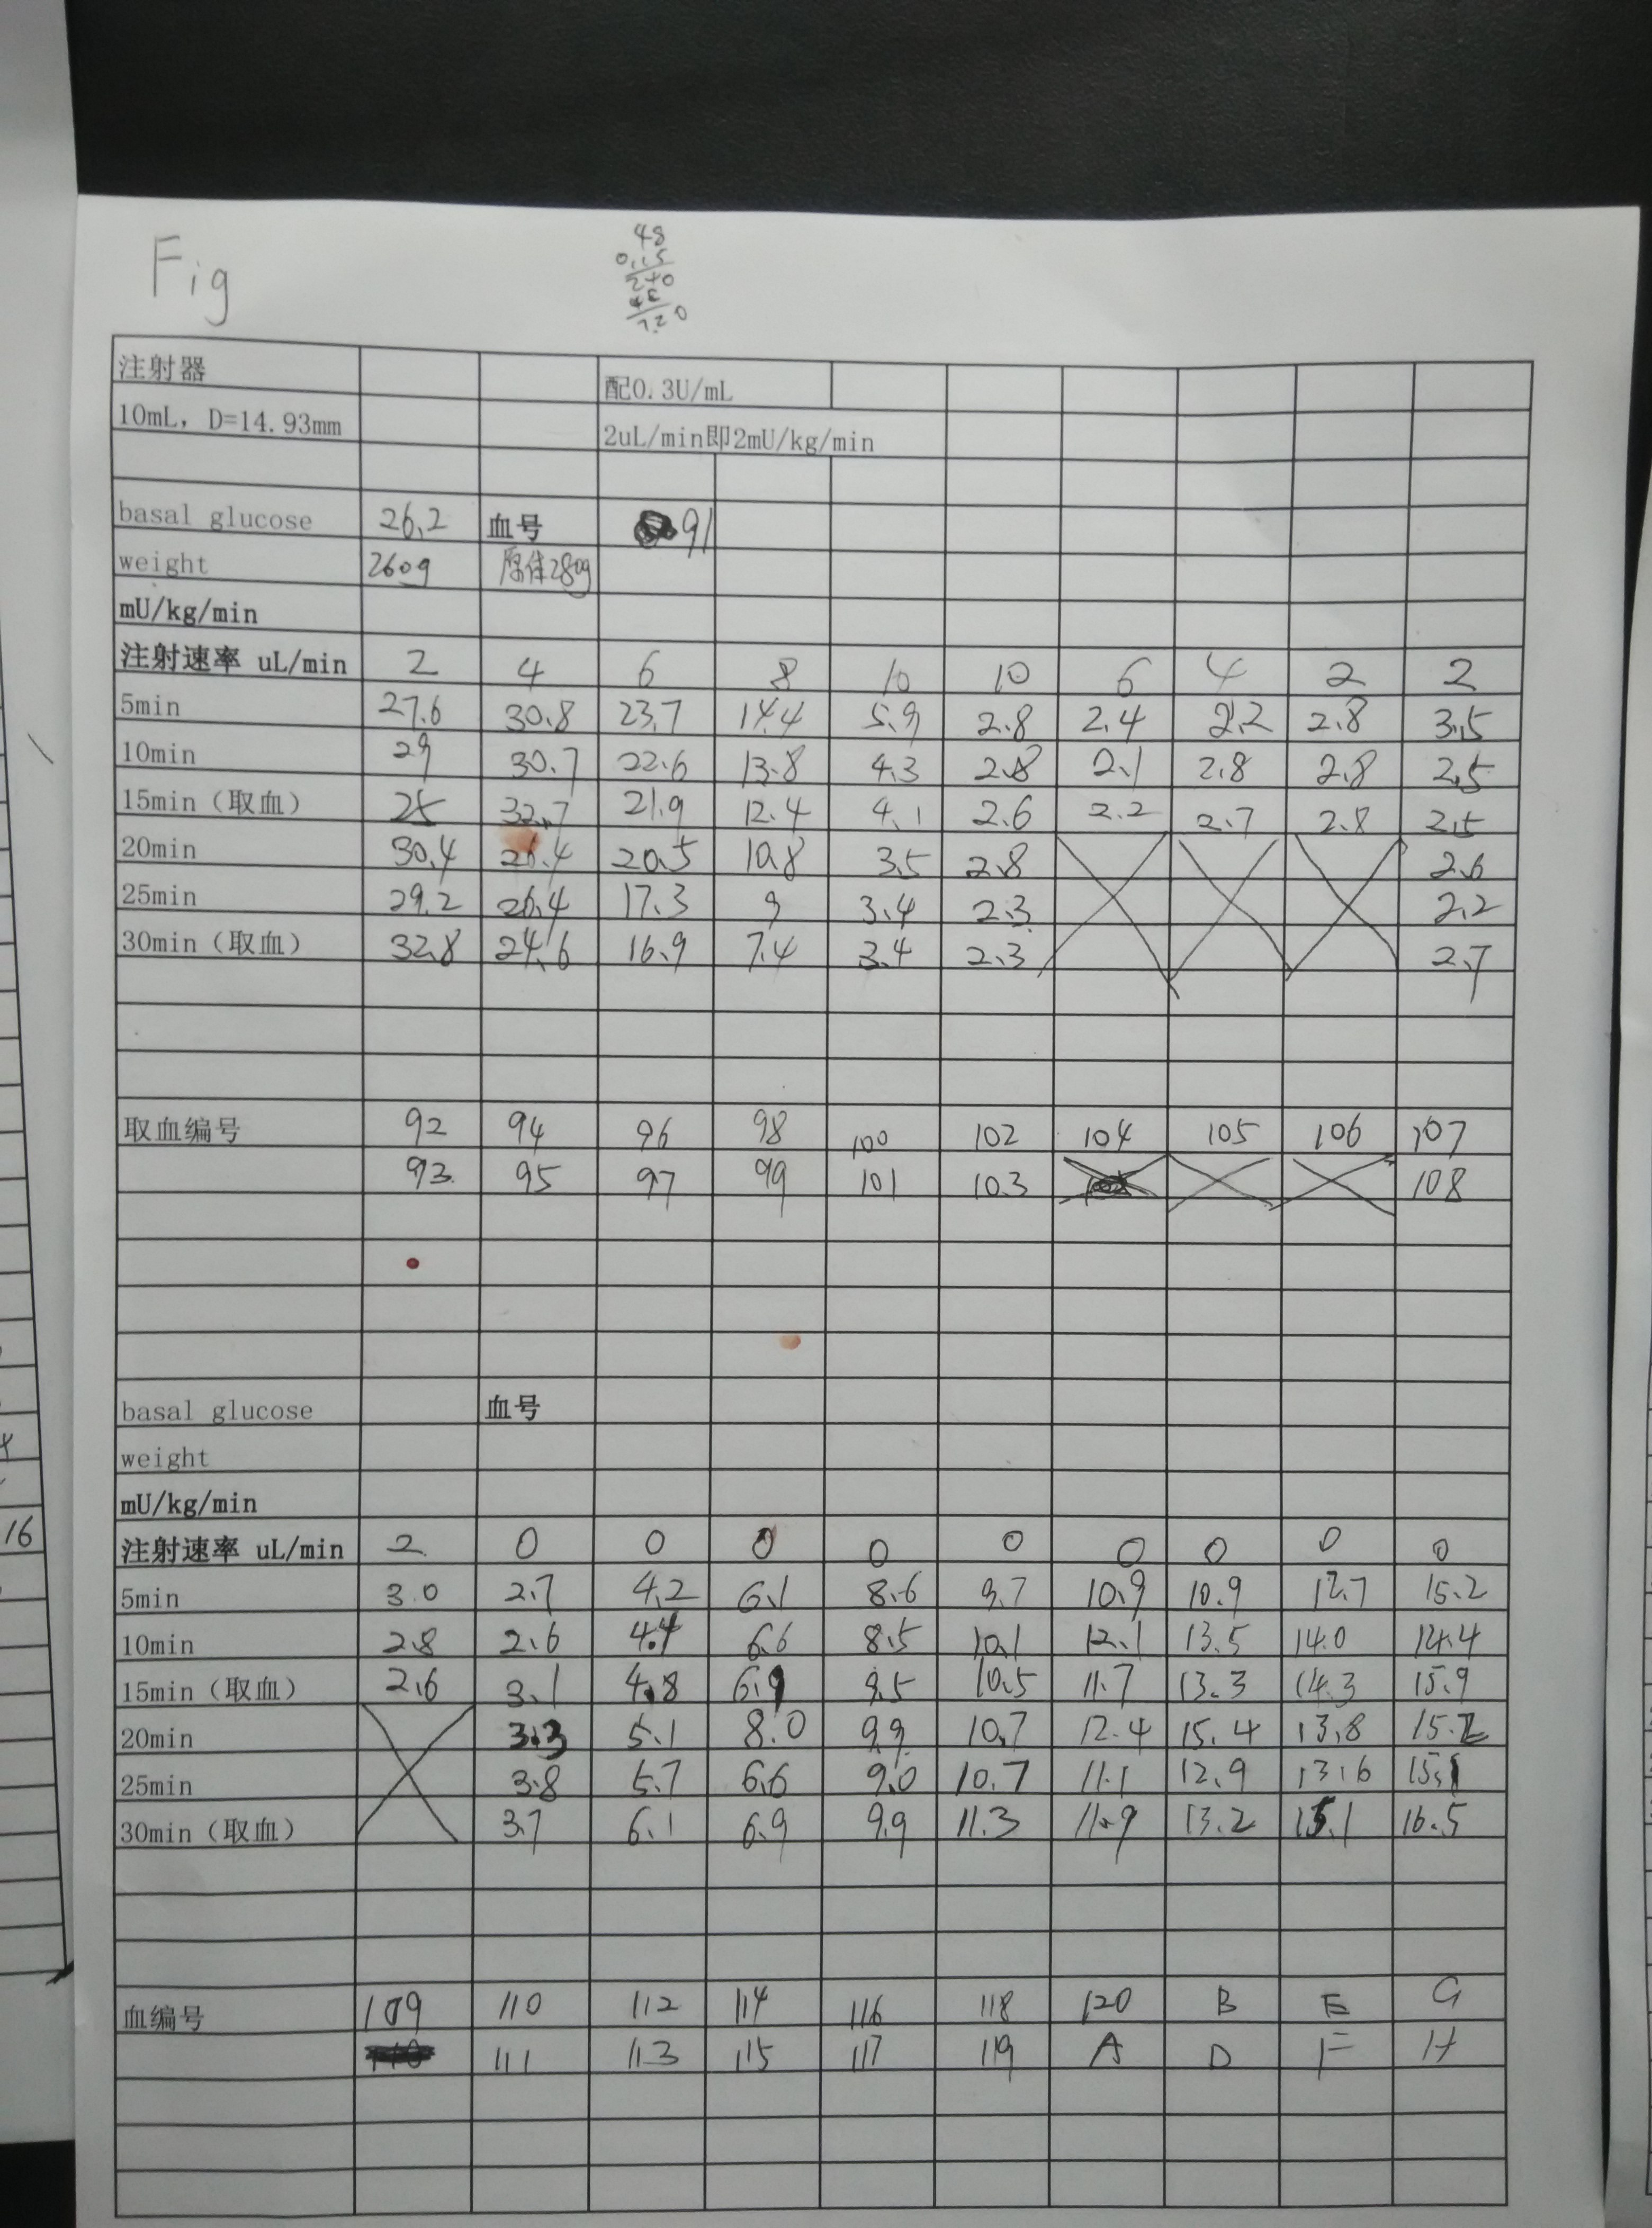 Fig
48
0.15
240
48
7.20
注射器 配0.3U/mL
10mL, D=14.93mm 2uL/min即2mU/kg/min
basal glucose 26.2 血号 91
weight 260g 280g
mU/kg/min
注射速率 uL/min 2 4 6 8 10 10 6 4 2 2
5min 27.6 30.8 23.7 14.4 5.9 2.8 2.4 2.2 2.8 3.5
10min 29 30.7 22.6 13.8 4.3 2.8 2.1 2.8 2.8 2.5
15min（取血） 25 32.7 21.9 12.4 4.1 2.6 2.2 2.7 2.8 2.5
20min 30.4 26.4 20.5 10.8 3.5 2.8 2.6
25min 29.2 26.4 17.3 9 3.4 2.3 2.2
30min（取血） 32.8 24.6 16.9 7.4 3.4 2.3 2.7
取血编号 92 94 96 98 100 102 104 105 106 107
93 95 97 99 101 103 108
basal glucose 血号
weight
mU/kg/min
注射速率 uL/min 2 0 0 0 0 0 0 0 0 0
5min 3.0 2.7 4.2 6.1 8.6 9.7 10.9 10.9 12.7 15.2
10min 2.8 2.6 4.4 6.6 8.5 10.1 12.1 13.5 14.0 14.4
15min（取血） 2.6 3.1 4.8 6.9 9.5 10.5 11.7 13.3 14.3 15.9
20min 3.3 5.1 8.0 9.9 10.7 12.4 15.4 13.8 15.2
25min 3.8 5.7 6.6 9.0 10.7 11.1 12.9 13.6 15.1
30min（取血） 3.7 6.1 6.9 9.9 11.3 11.9 13.2 15.1 16.5
血编号 109 110 112 114 116 118 120 B E G
111 113 115 117 119 A D F H
16